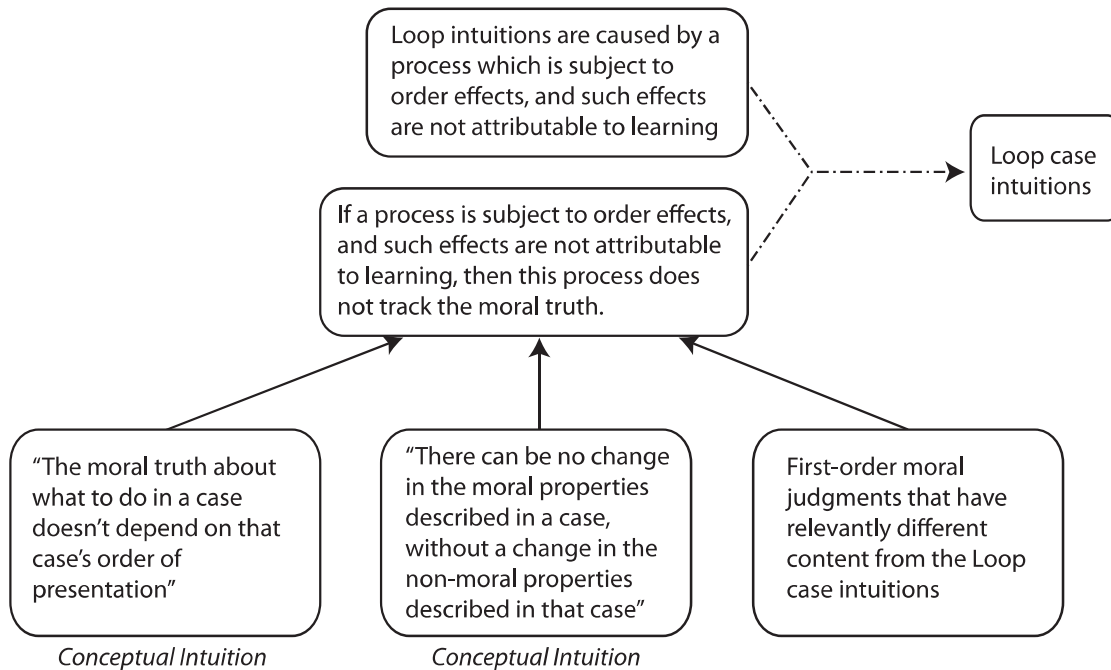 Loop intuitions are caused by a
process which is subject to
order effects, and such effects
are not attributable to learning
Loop case
intuitions
If a process is subject to order effects,
and such effects are not attributable
to learning, then this process does
not track the moral truth.
“The moral truth about
what to do in a case
doesn’t depend on that
case’s order of
presentation”
“There can be no change
in the moral properties
described in a case,
without a change in the
non-moral properties
described in that case”
First-order moral
judgments that have
relevantly different
content from the Loop
case intuitions
Conceptual Intuition
Conceptual Intuition